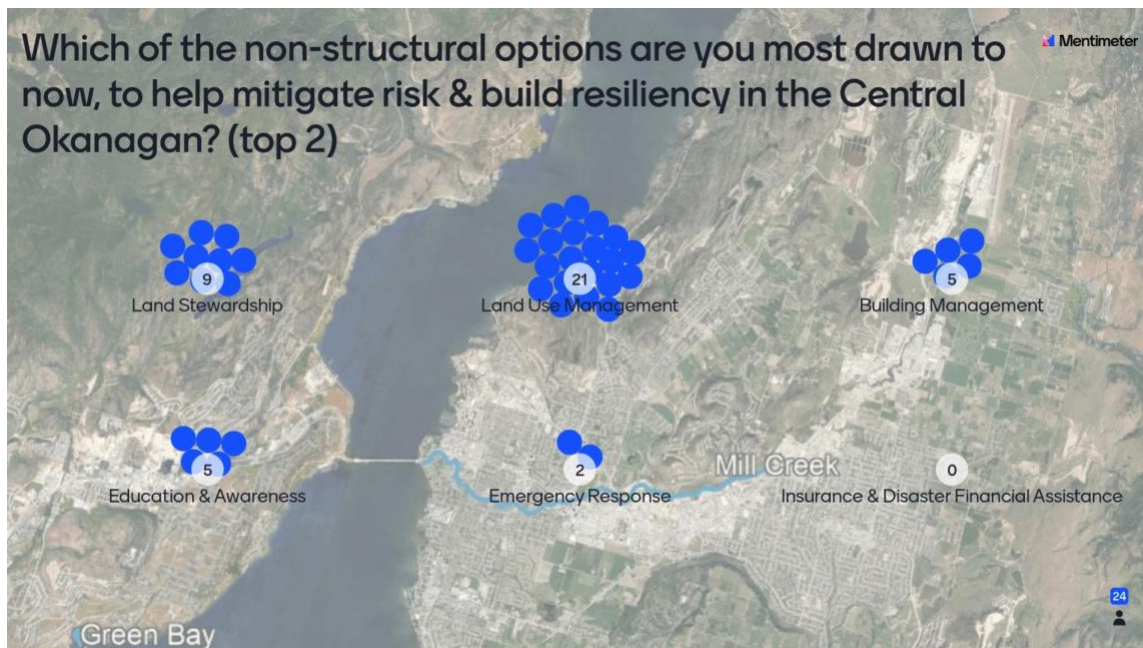 Which of the non-structural options are you most drawn to
now, to help mitigate risk & build resiliency in the Central
Okanagan? (top 2)
Mentimeter
9
Land Stewardship
21
Land Use Management
5
Building Management
5
Education & Awareness
2
Emergency Response
0
Insurance & Disaster Financial Assistance
Mill Creek
24
Green Bay